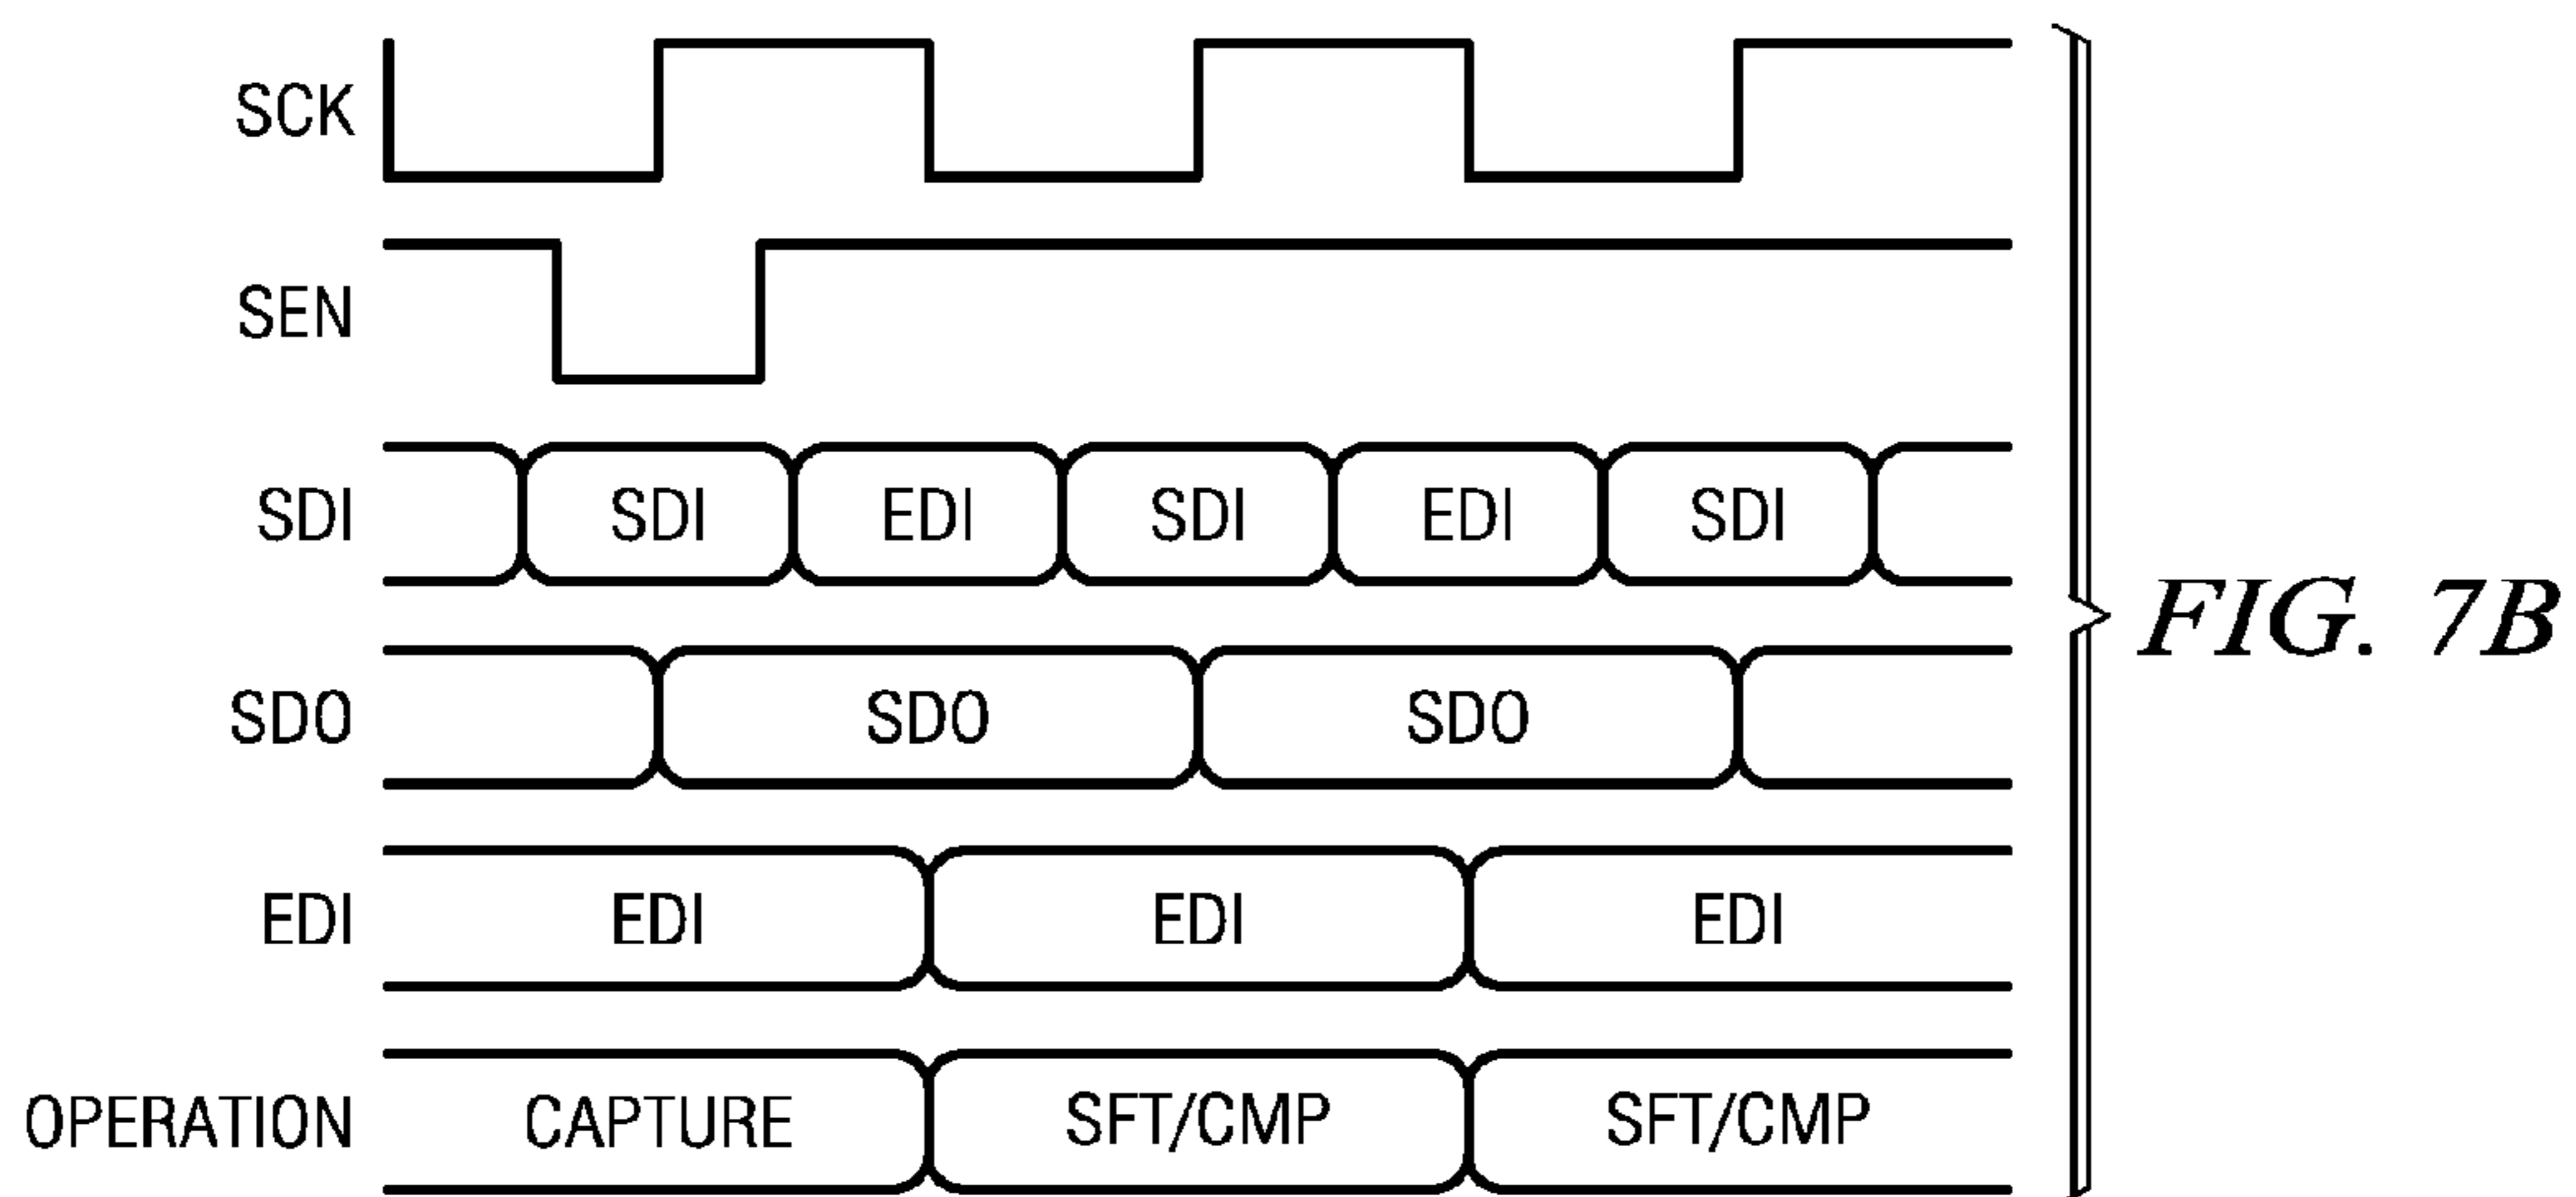 SCK
SEN
SDI SDI EDI SDI EDI SDI
SDO SDO SDO
EDI EDI EDI EDI
OPERATION CAPTURE SFT/CMP SFT/CMP
FIG. 7B